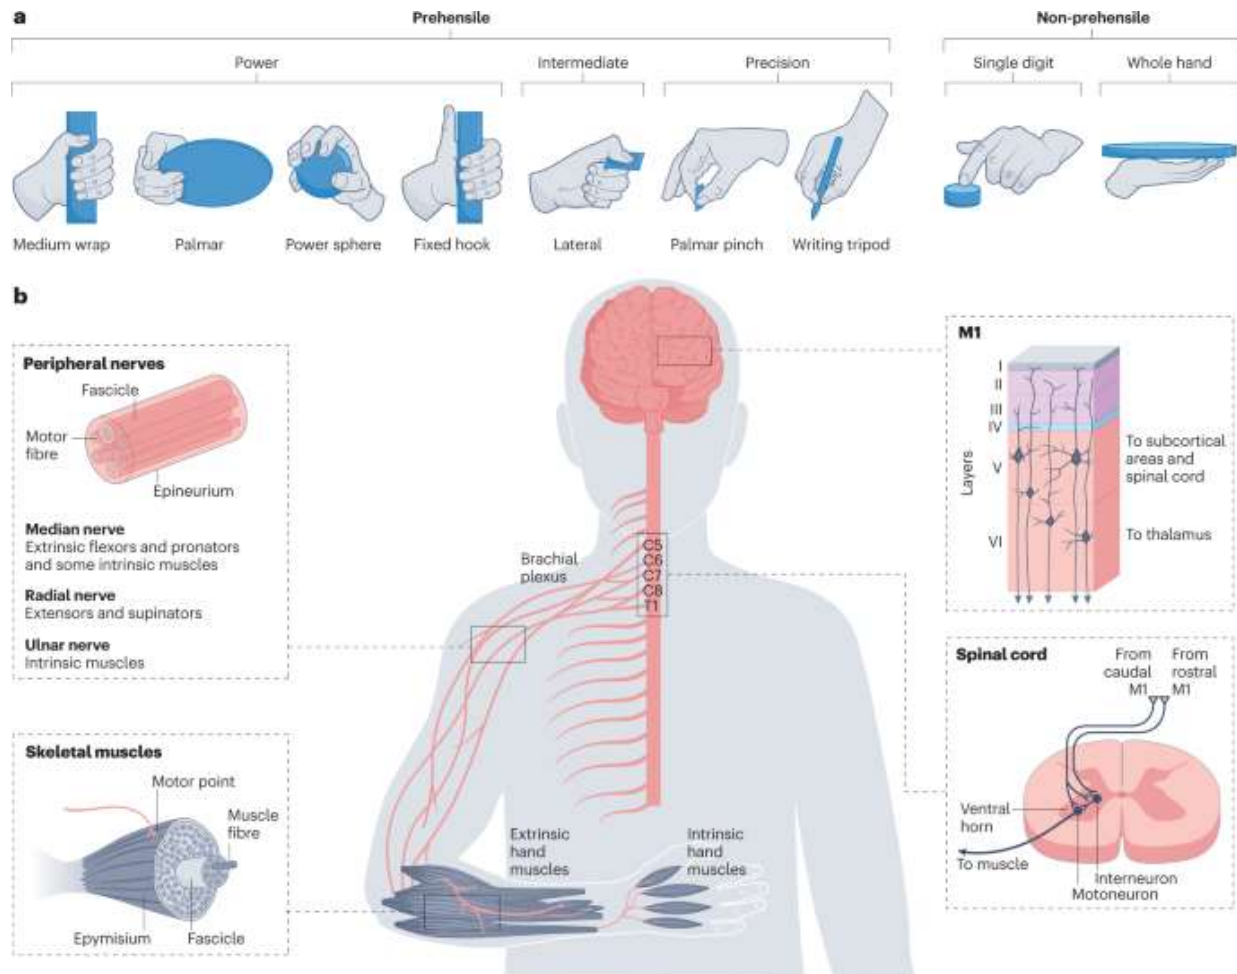 a
Prehensile
Non-prehensile
Power
Intermediate
Precision
Single digit
Whole hand
Medium wrap
Palmar
Power sphere
Fixed hook
Lateral
Palmar pinch
Writing tripod
b
Peripheral nerves
Fascicle
Motor
fibre
Epineurium
Median nerve
Extrinsic flexors and pronators
and some intrinsic muscles
Radial nerve
Extensors and supinators
Ulnar nerve
Intrinsic muscles
Skeletal muscles
Motor point
Muscle
fibre
Epymisium
Fascicle
Brachial
plexus
C5
C6
C7
C8
T1
Extrinsic
hand
muscles
Intrinsic
hand
muscles
M1
Layers
I
II
III
IV
V
VI
To subcortical
areas and
spinal cord
To thalamus
Spinal cord
From
caudal
M1
From
rostral
M1
Ventral
horn
To muscle
Interneuron
Motoneuron